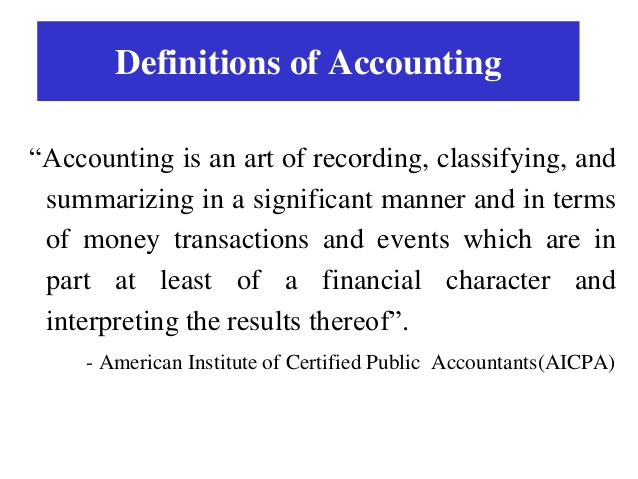 Definitions of Accounting
“Accounting is an art of recording, classifying, and
summarizing in a significant manner and in terms
of money transactions and events which are in
part at least of a financial character and
interpreting the results thereof”.
- American Institute of Certified Public Accountants(AICPA)